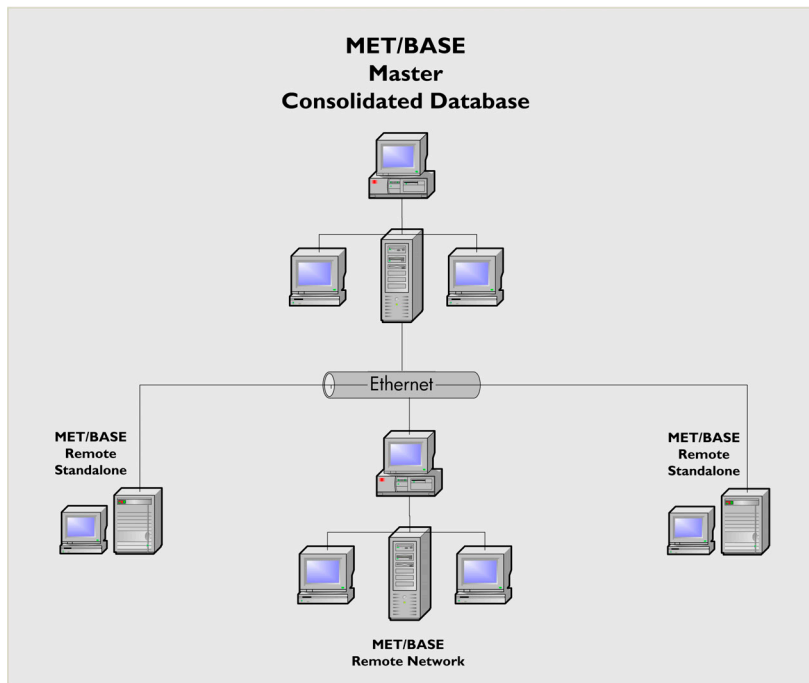 MET/BASE
Master
Consolidated Database
Ethernet
MET/BASE
Remote
Standalone
MET/BASE
Remote
Standalone
MET/BASE
Remote Network